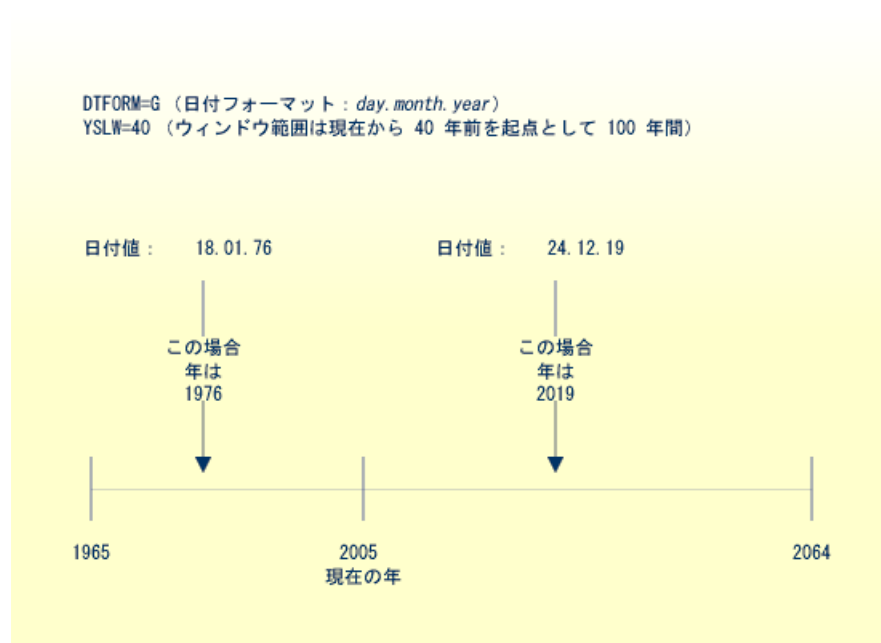 DTFORM=G (日付フォーマット：day.month.year)
YSLW=40 (ウィンドウ範囲は現在から 40 年前を起点として 100 年間)
日付値： 18.01.76 日付値： 24.12.19
この場合
年は
1976
この場合
年は
2019
1965 2005 2064
現在の年